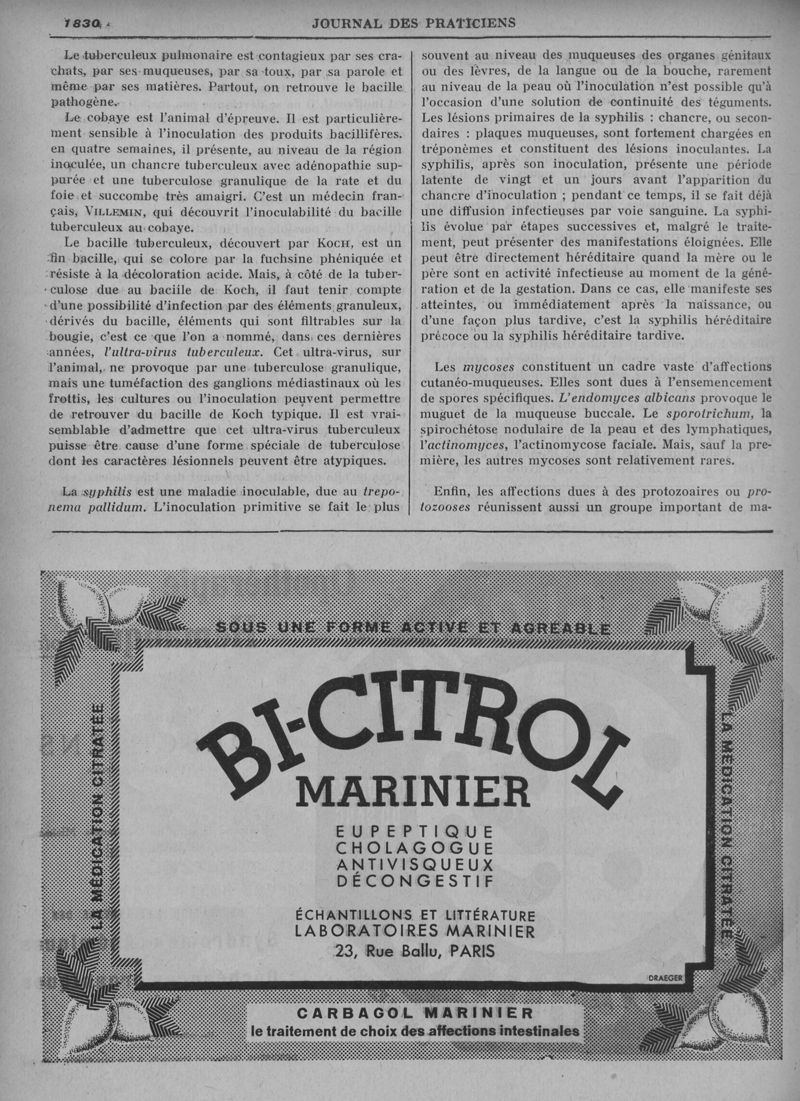 1830
JOURNAL DES PRATICIENS
Le tuberculeux pulmonaire est contagieux par ses cra-
chats, par ses muqueuses, par sa toux, par sa parole et
même par ses matières. Partout, on retrouve le bacille
pathogène.
Le cobaye est l'animal d'épreuve. Il est particulière-
ment sensible à l'inoculation des produits bacillifères.
en quatre semaines, il présente, au niveau de la région
inoculée, un chancre tuberculeux avec adénopathie sup-
purée et une tuberculose granulique de la rate et du
foie et succombe très amaigri. C'est un médecin fran-
çais, VILLEMIN, qui découvrit l'inoculabilité du bacille
tuberculeux au cobaye.
Le bacille tuberculeux, découvert par KOCH, est un
fin bacille, qui se colore par la fuchsine phéniquée et
résiste à la décoloration acide. Mais, à côté de la tuber-
culose due au baciile de Koch, il faut tenir compte
d'une possibilité d'infection par des éléments granuleux,
dérivés du bacille, éléments qui sont filtrables sur la
bougie, c'est ce que l'on a nommé, dans ces dernières
années, l'ultra-virus tuberculeux. Cet ultra-virus, sur
l'animal, ne provoque par une tuberculose granulique,
mais une tuméfaction des ganglions médiastinaux où les
frottis, les cultures ou l'inoculation peuvent permettre
de retrouver du bacille de Koch typique. Il est vrai-
semblable d'admettre que cet ultra-virus tuberculeux
puisse être cause d'une forme spéciale de tuberculose
dont les caractères lésionnels peuvent être atypiques.
La syphilis est une maladie inoculable, due au trepo-
nema pallidum. L'inoculation primitive se fait le plus
souvent au niveau des muqueuses des organes génitaux
ou des lèvres, de la langue ou de la bouche, rarement
au niveau de la peau où l'inoculation n'est possible qu'à
l'occasion d'une solution de continuité des téguments.
Les lésions primaires de la syphilis : chancre, ou secon-
daires : plaques muqueuses, sont fortement chargées en
tréponèmes et constituent des lésions inoculantes. La
syphilis, après son inoculation, présente une période
latente de vingt et un jours avant l'apparition du
chancre d'inoculation ; pendant ce temps, il se fait déjà
une diffusion infectieuses par voie sanguine. La syphi-
lis évolue par étapes successives et, malgré le traite-
ment, peut présenter des manifestations éloignées. Elle
peut être directement héréditaire quand la mère ou le
père sont en activité infectieuse au moment de la géné-
ration et de la gestation. Dans ce cas, elle manifeste ses
atteintes, ou immédiatement après la naissance, ou
d'une façon plus tardive, c'est la syphilis héréditaire
précoce ou la syphilis héréditaire tardive.
Les mycoses constituent un cadre vaste d'affections
cutanéo-muqueuses. Elles sont dues à l'ensemencement
de spores spécifiques. L'endomyces albicans provoque le
muguet de la muqueuse buccale. Le sporotrichum, la
spirochétose nodulaire de la peau et des lymphatiques,
l'actinomyces, l'actinomycose faciale. Mais, sauf la pre-
mière, les autres mycoses sont relativement rares.
Enfin, les affections dues à des protozoaires ou pro-
tozooses réunissent aussi un groupe important de ma-
SOUS UNE FORME ACTIVE ET AGRÉABLE
LA MÉDICATION CITRATÉE
BI-CITROL
MARINIER
EUPEPTIQUE
CHOLAGOGUE
ANTIVISQUEUX
DÉCONGESTIF
ÉCHANTILLONS ET LITTÉRATURE
LABORATOIRES MARINIER
23, Rue Ballu, PARIS
DRAEGER
LA MÉDICATION CITRATÉE
CARBAGOL MARINIER
le traitement de choix des affections intestinales